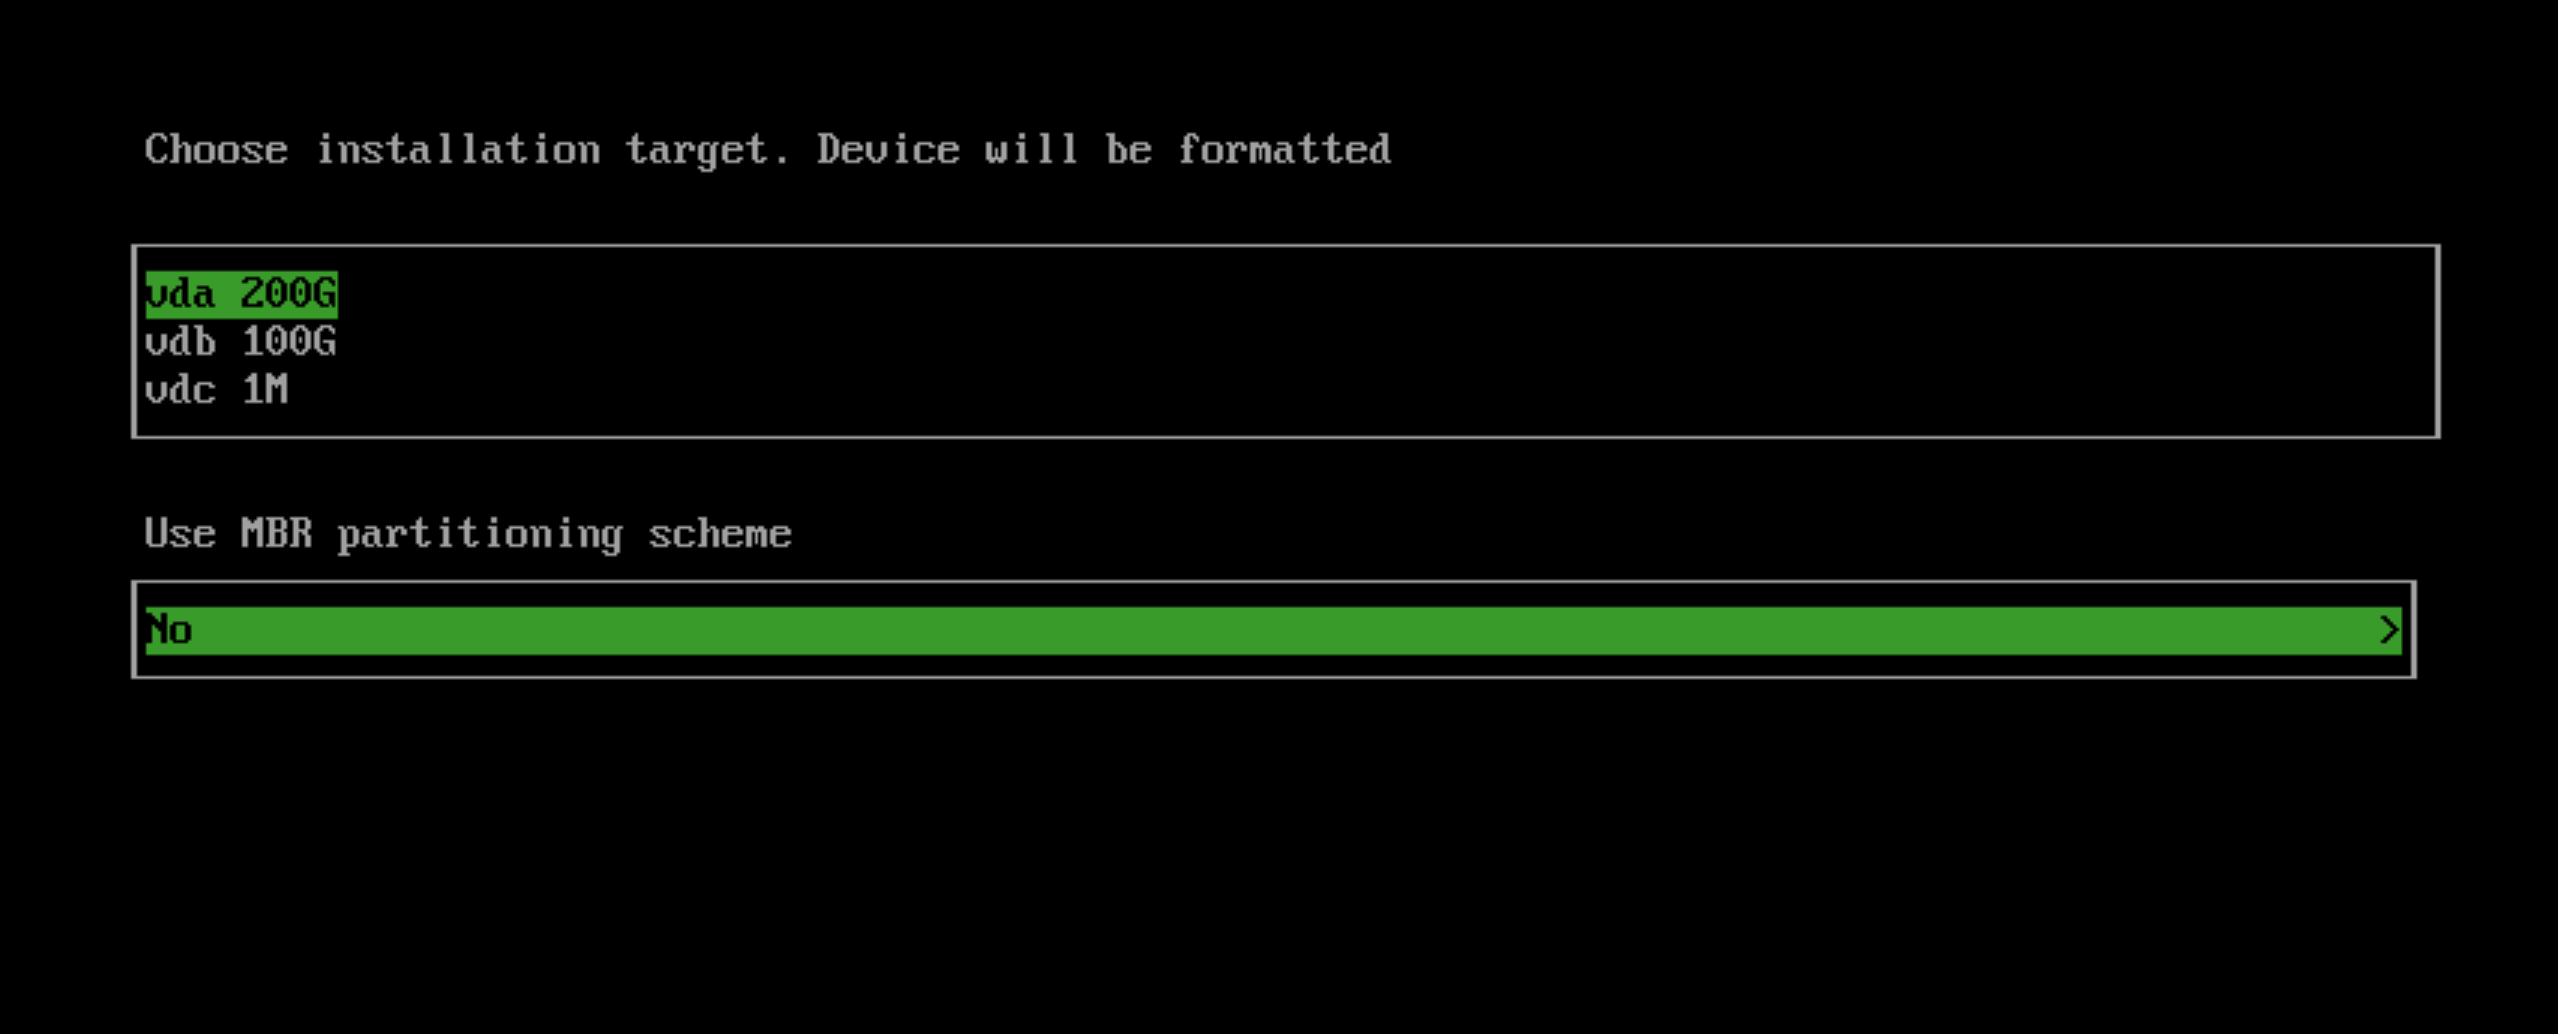 Choose installation target. Device will be formatted
vda 200G
vdb 100G
vdc 1M
Use MBR partitioning scheme
No >